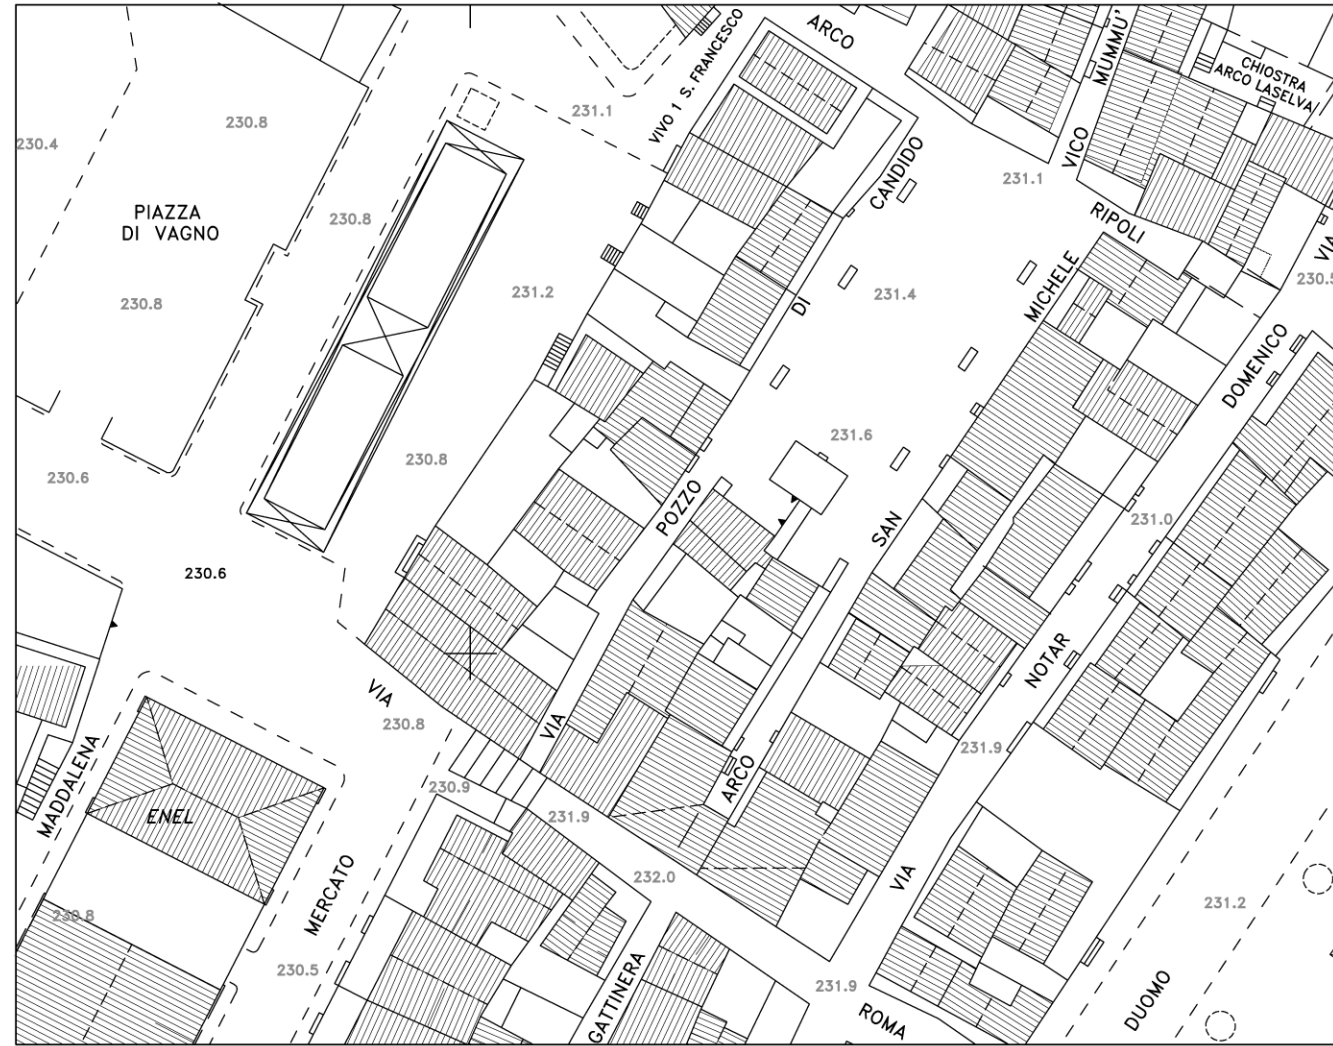 ARCO
MUMMU'
VIVO 1 S. FRANCESCO
CHIOSTRA
ARCO LASELVA
231.1
230.8
230.4
VICO
CANDIDO
231.1
PIAZZA
DI VAGNO
230.8
RIPOLI
VIA
230.5
MICHELE
231.2
231.4
230.8
DI
DOMENICO
231.6
230.8
230.6
POZZO
SAN
231.0
230.6
NOTAR
VIA
230.8
VIA
231.9
MADDALENA
230.9
ARCO
ENEL
231.9
232.0
VIA
MERCATO
231.2
230.8
230.5
GATTINERA
231.9
DUOMO
ROMA